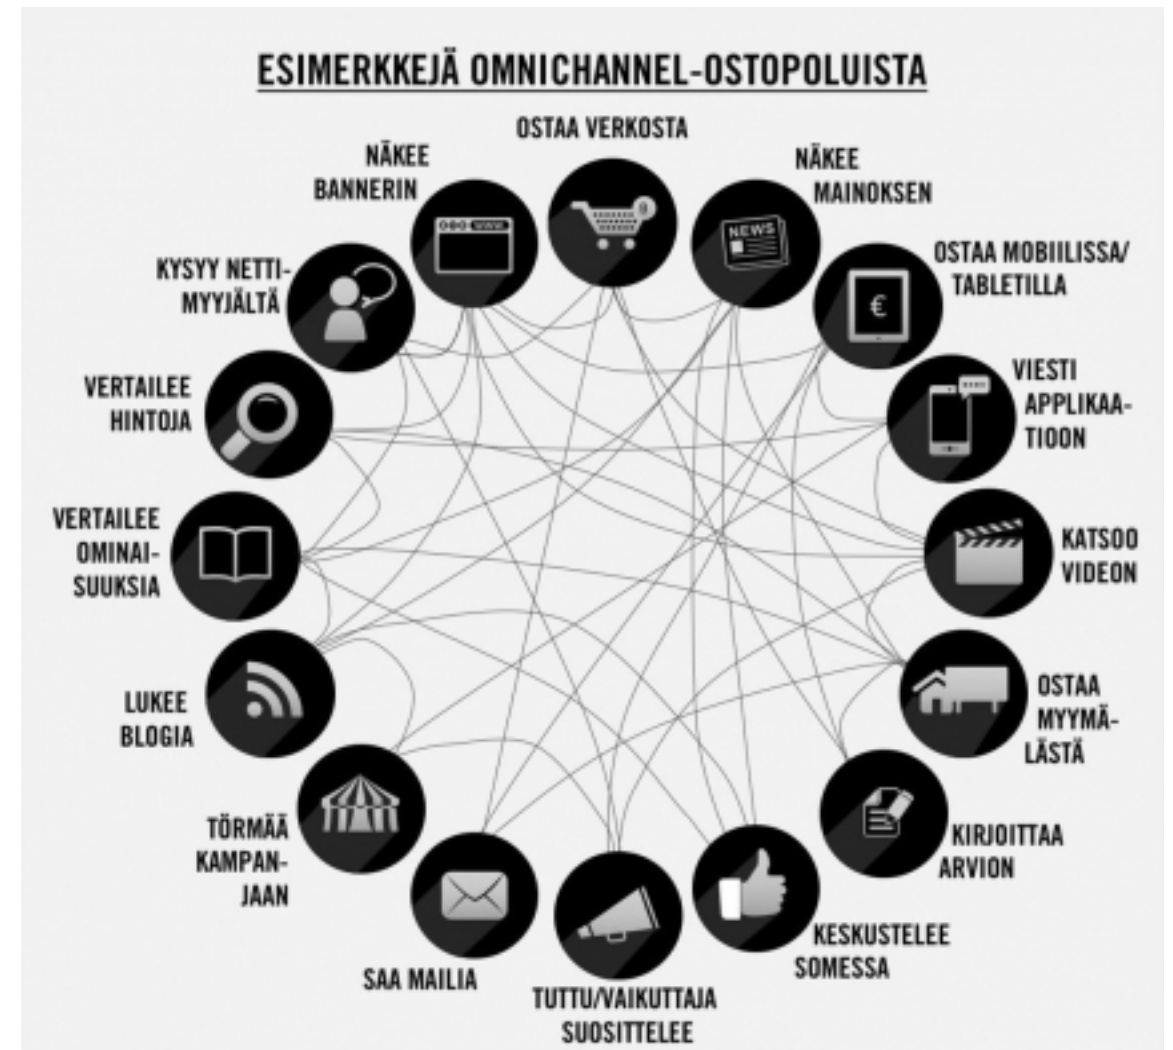 ESIMERKKEJÄ OMNICHANNEL-OSTOPOLUISTA
OSTAA VERKOSTA
NÄKEE
MAINOKSEN
NEWS
OSTAA MOBIILISSA/
TABLETILLA
€
VIESTI
APPLIKAA-
TIOON
KATSOO
VIDEON
OSTAA
MYYMÄ-
LÄSTÄ
KIRJOITTAA
ARVION
KESKUSTELEE
SOMESSA
TUTTU/VAIKUTTAJA
SUOSITTELEE
SAA MAILIA
TÖRMÄÄ
KAMPAN-
JAAN
LUKEE
BLOGIA
VERTAILEE
OMINAI-
SUUKSIA
VERTAILEE
HINTOJA
KYSYY NETTI-
MYYJÄLTÄ
NÄKEE
BANNERIN
WWW.